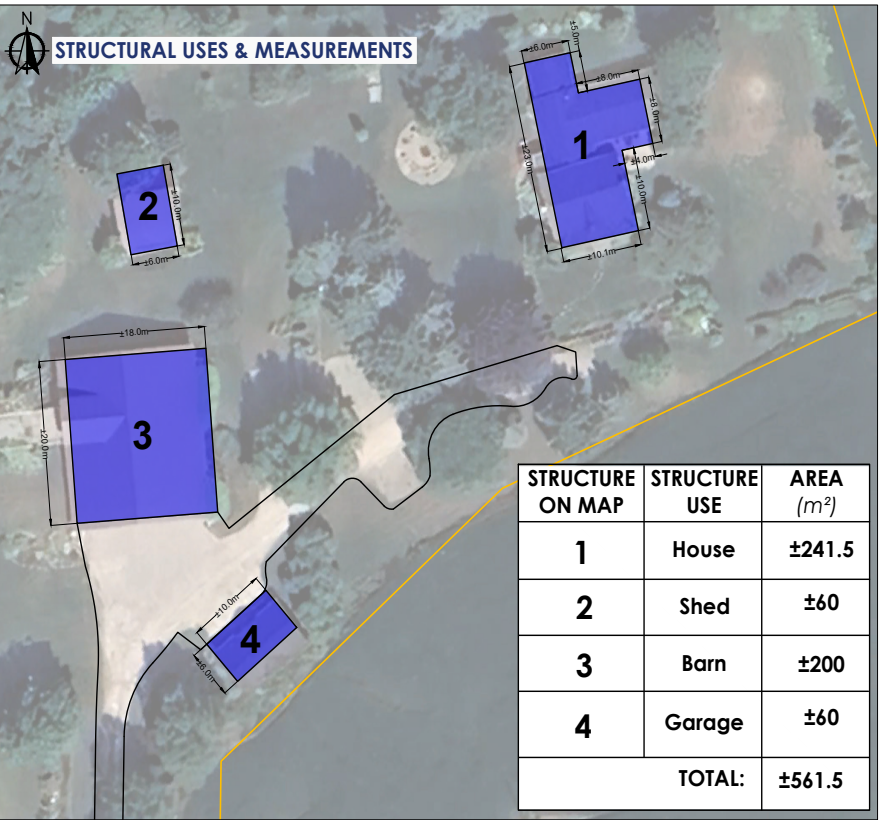 N
STRUCTURAL USES & MEASUREMENTS
±6.0m
±5.0m
±8.0m
±8.0m
±23.0m
1
±4.0m
±10.0m
±10.1m
2
±10.0m
±6.0m
±18.0m
±20.0m
3
±10.0m
4
±6.0m
STRUCTURE ON MAP STRUCTURE USE AREA (m²)
1 House ±241.5
2 Shed ±60
3 Barn ±200
4 Garage ±60
TOTAL: ±561.5